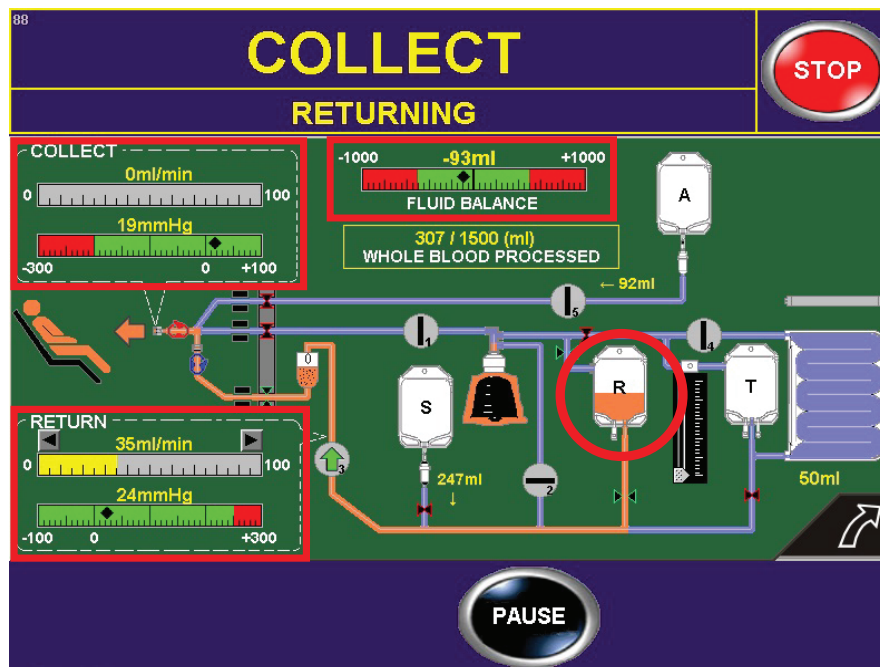 88
COLLECT
STOP
RETURNING
COLLECT
0ml/min
0 100
19mmHg
-300 0 +100
-1000 -93ml +1000
FLUID BALANCE
307 / 1500 (ml)
WHOLE BLOOD PROCESSED
A
← 92ml
5
1
4
0
S
R
T
RETURN
35ml/min
0 100
24mmHg
-100 0 +300
3
247ml
↓
2
50ml
PAUSE